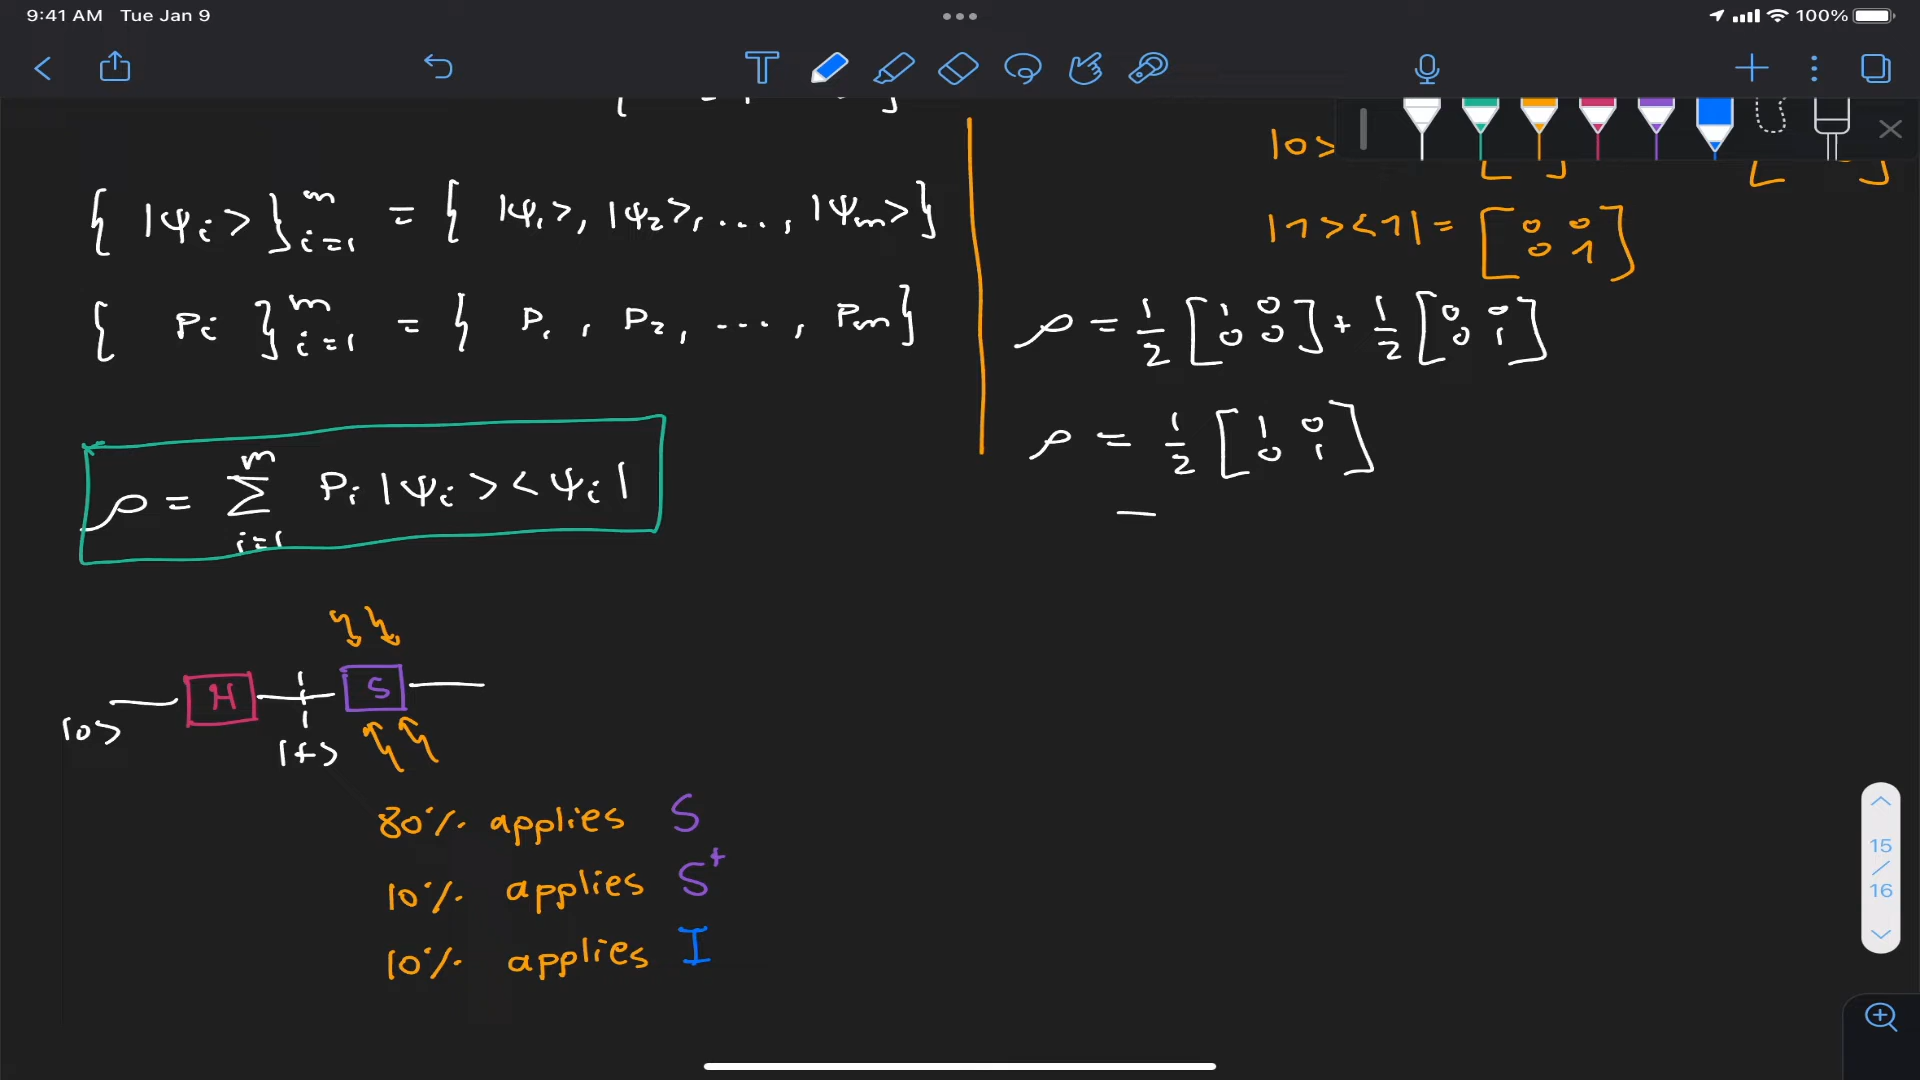 9:41 AM Tue Jan 9
100%
{ |ψi> }ᵐᵢ₌₁ = { |ψ₁>, |ψ₂>, ..., |ψm> }
{ Pi }ᵐᵢ₌₁ = { P₁, P₂, ..., Pm }
ρ = Σᵐᵢ₌₁ Pi |ψi><ψi|
|0> H S
|+>
80% applies S
10% applies S†
10% applies I
|0>
|1><1| = [0 0; 0 1]
ρ = 1/2 [1 0; 0 0] + 1/2 [0 0; 0 1]
ρ = 1/2 [1 0; 0 1]
15
/
16